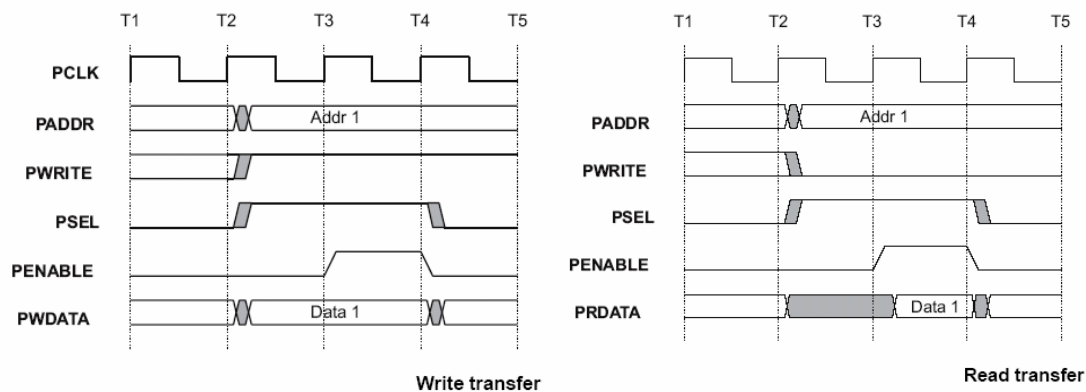 T1 T2 T3 T4 T5
PCLK
PADDR Addr 1
PWRITE
PSEL
PENABLE
PWDATA Data 1
Write transfer
T1 T2 T3 T4 T5
PADDR Addr 1
PWRITE
PSEL
PENABLE
PRDATA Data 1
Read transfer